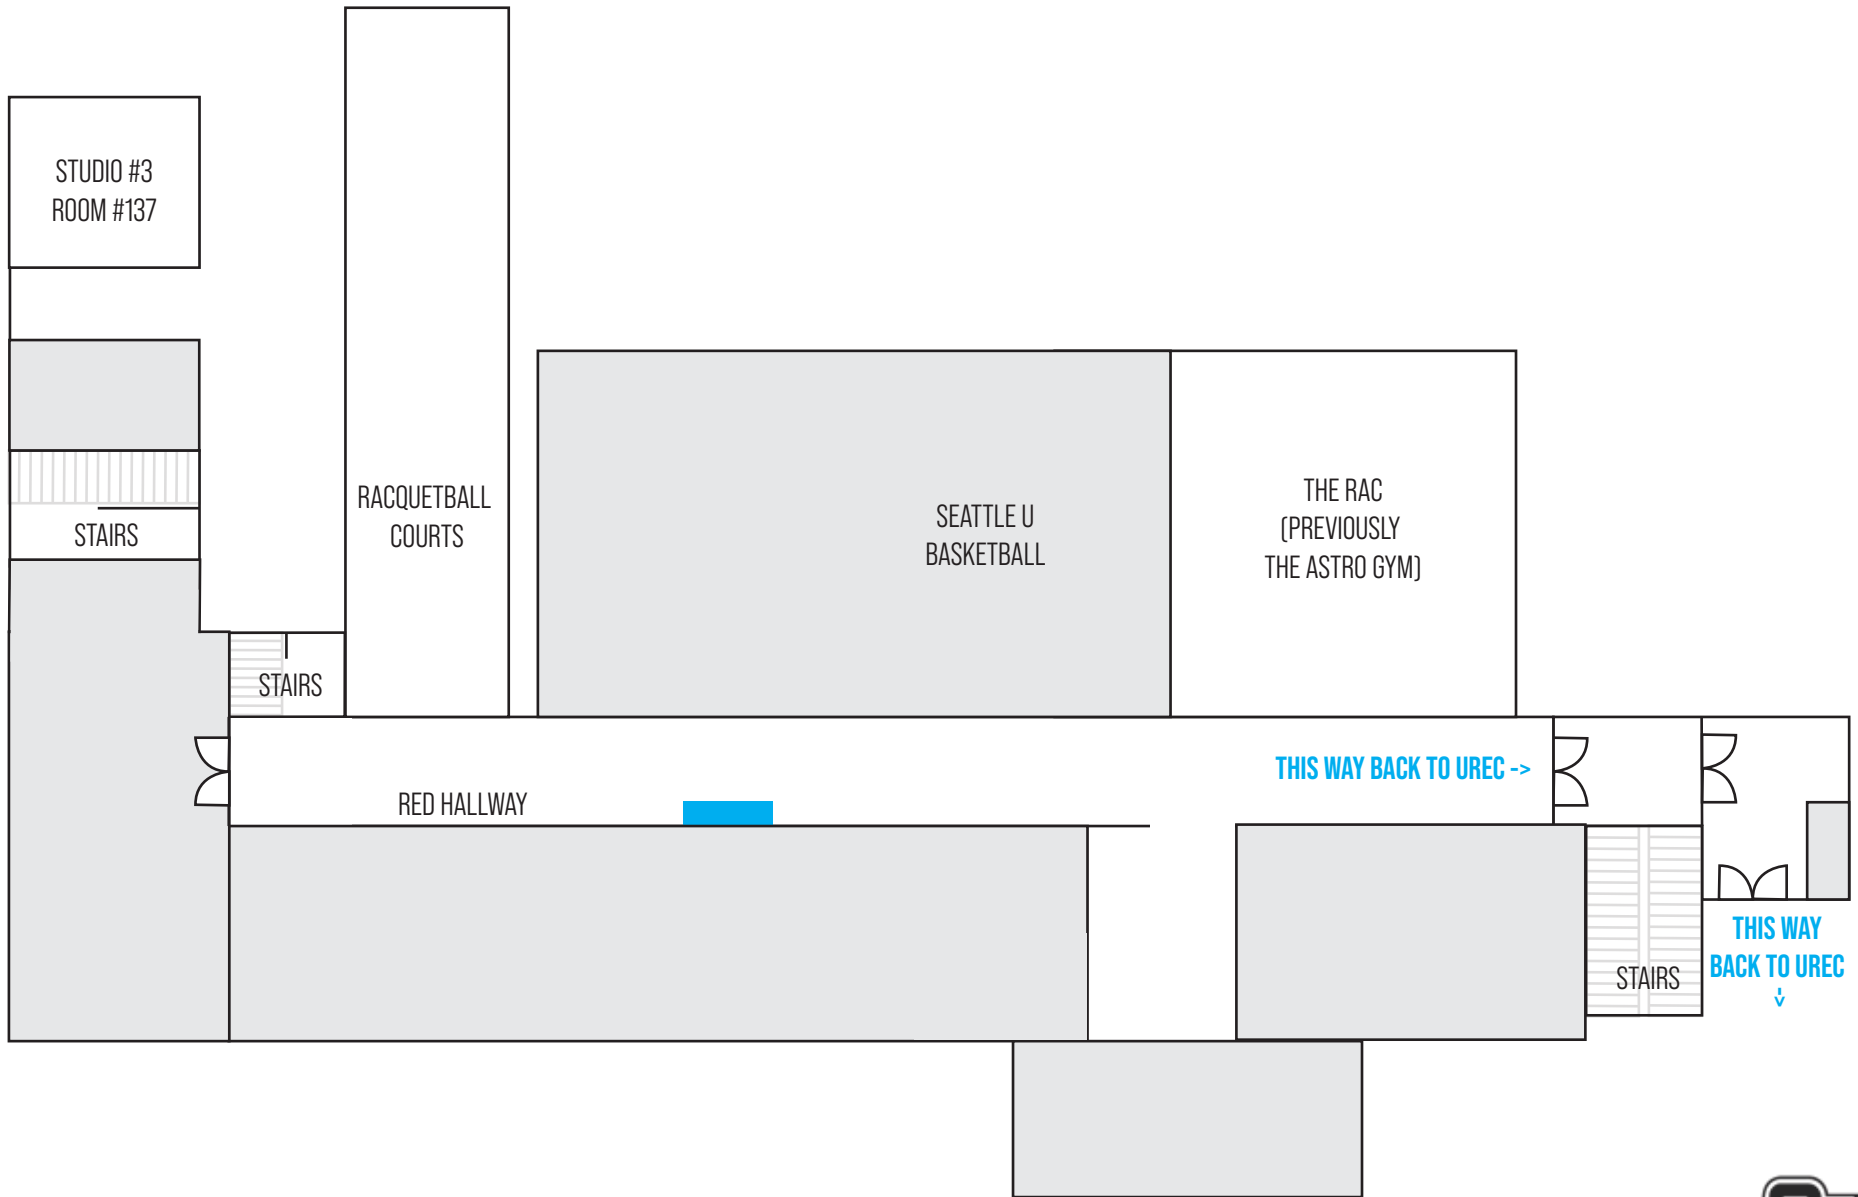 STUDIO #3
ROOM #137
STAIRS
RACQUETBALL
COURTS
STAIRS
SEATTLE U
BASKETBALL
THE RAC
(PREVIOUSLY
THE ASTRO GYM)
THIS WAY BACK TO UREC ->
RED HALLWAY
STAIRS
THIS WAY
BACK TO UREC
->